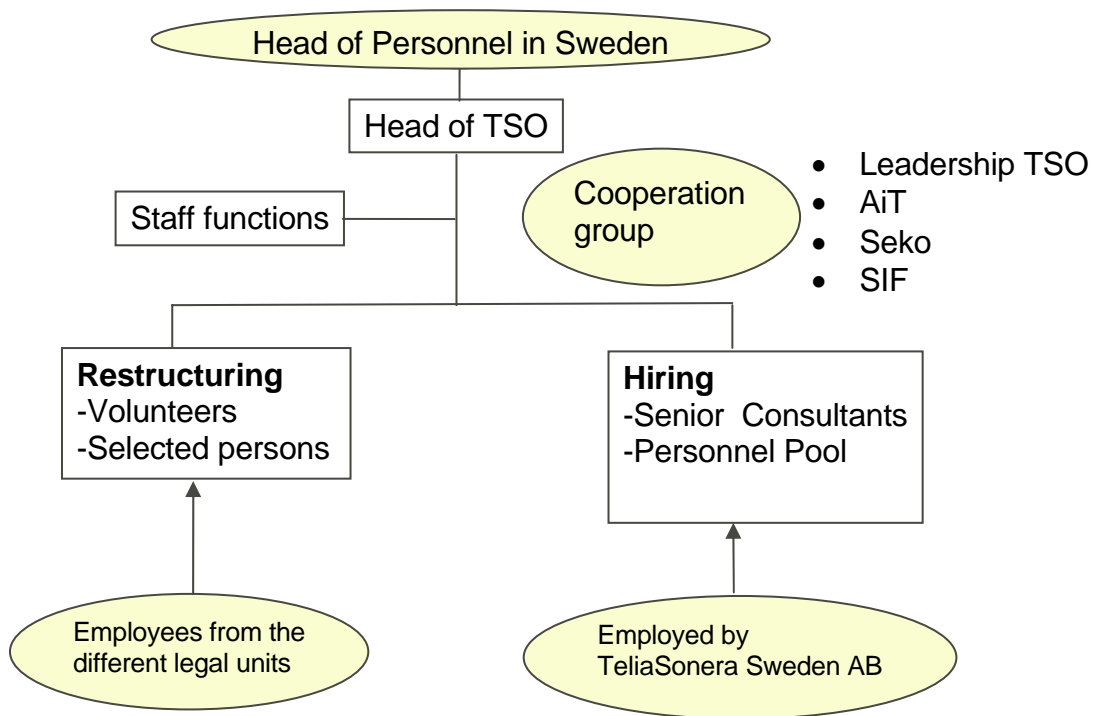 Head of Personnel in Sweden
Head of TSO
Staff functions
Cooperation
group
• Leadership TSO
• AiT
• Seko
• SIF
Restructuring
-Volunteers
-Selected persons
Hiring
-Senior Consultants
-Personnel Pool
Employees from the
different legal units
Employed by
TeliaSonera Sweden AB